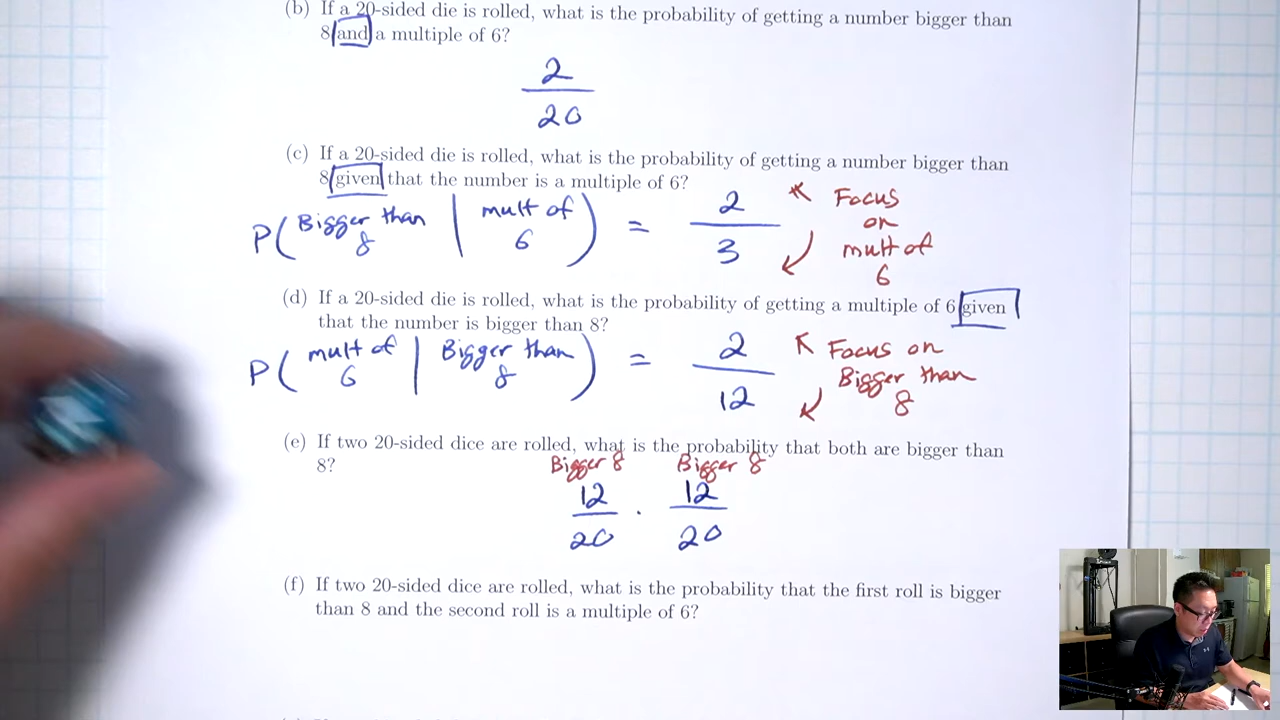 (b) If a 20-sided die is rolled, what is the probability of getting a number bigger than
8 and a multiple of 6?
2
20
(c) If a 20-sided die is rolled, what is the probability of getting a number bigger than
8 given that the number is a multiple of 6?
P( Bigger than 8 | mult of 6 ) = 2/3
Focus
on
mult of
6
(d) If a 20-sided die is rolled, what is the probability of getting a multiple of 6 given
that the number is bigger than 8?
P( mult of 6 | Bigger than 8 ) = 2/12
Focus on
Bigger than
8
(e) If two 20-sided dice are rolled, what is the probability that both are bigger than
8?
Bigger 8 Bigger 8
12/20 · 12/20
(f) If two 20-sided dice are rolled, what is the probability that the first roll is bigger
than 8 and the second roll is a multiple of 6?